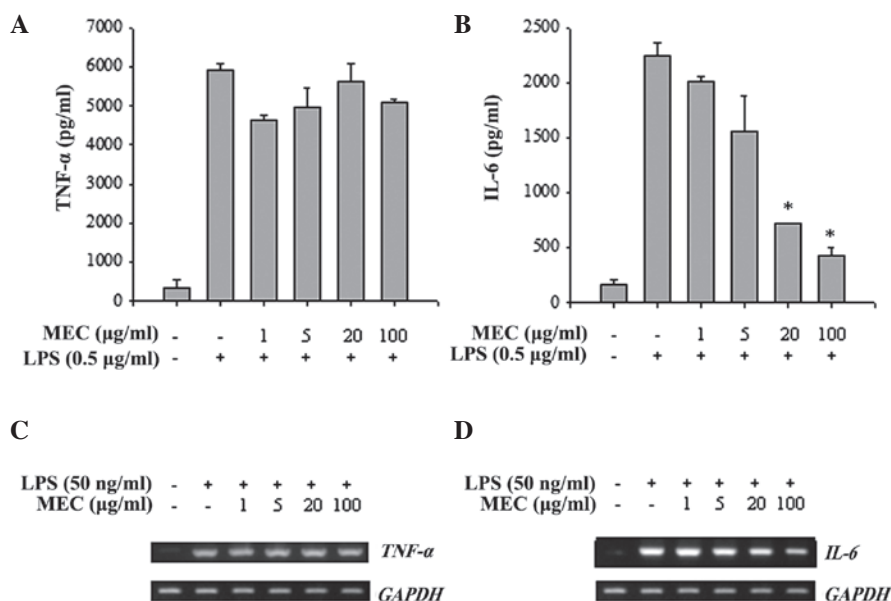 A
7000
6000
5000
4000
3000
2000
1000
0
TNF-α (pg/ml)
MEC (µg/ml) - - 1 5 20 100
LPS (0.5 µg/ml) - + + + + +
B
2500
2000
1500
1000
500
0
IL-6 (pg/ml)
* *
MEC (µg/ml) - - 1 5 20 100
LPS (0.5 µg/ml) - + + + + +
C
LPS (50 ng/ml) - + + + + +
MEC (µg/ml) - - 1 5 20 100
TNF-α
GAPDH
D
LPS (50 ng/ml) - + + + + +
MEC (µg/ml) - - 1 5 20 100
IL-6
GAPDH